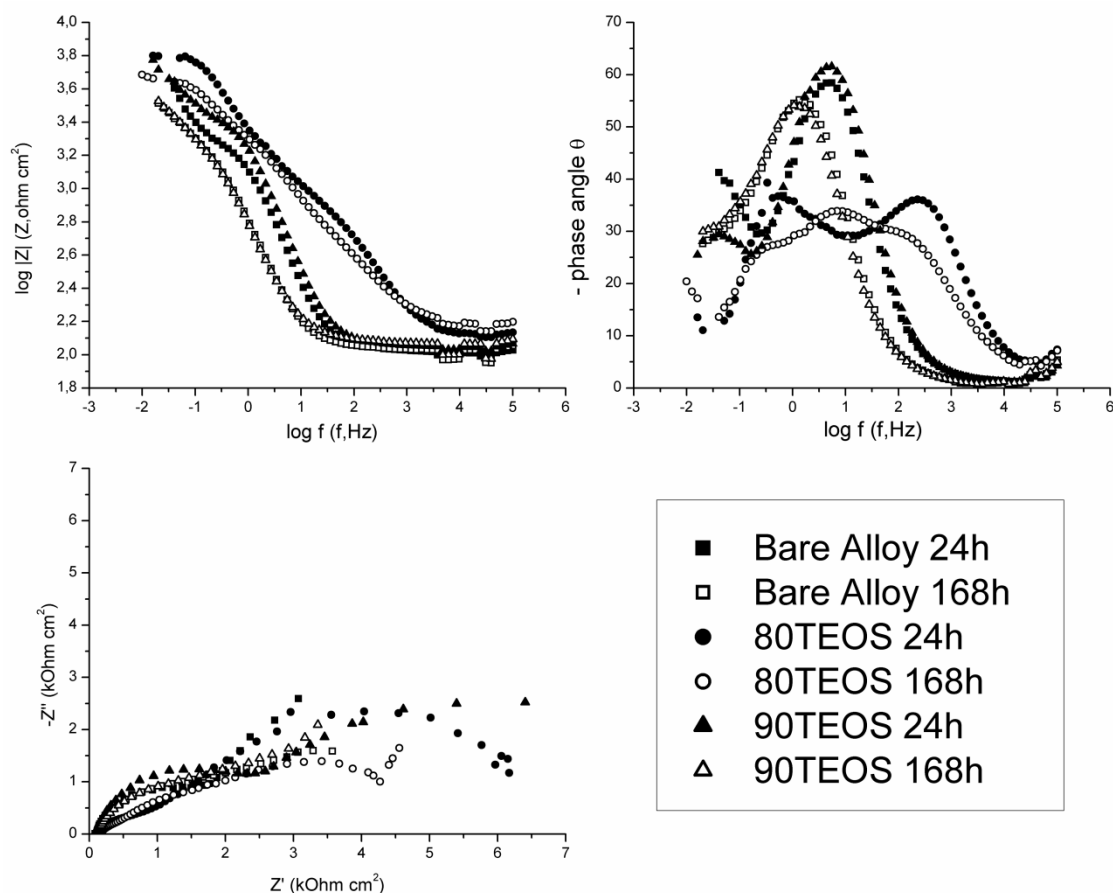 4,0
3,8
3,6
3,4
3,2
3,0
2,8
2,6
2,4
2,2
2,0
1,8
-3 -2 -1 0 1 2 3 4 5 6
log |Z| (Z,ohm cm²)
log f (f,Hz)
70
60
50
40
30
20
10
0
-3 -2 -1 0 1 2 3 4 5 6
- phase angle θ
log f (f,Hz)
7
6
5
4
3
2
1
0
0 1 2 3 4 5 6 7
-Z'' (kOhm cm²)
Z' (kOhm cm²)
Bare Alloy 24h
Bare Alloy 168h
80TEOS 24h
80TEOS 168h
90TEOS 24h
90TEOS 168h